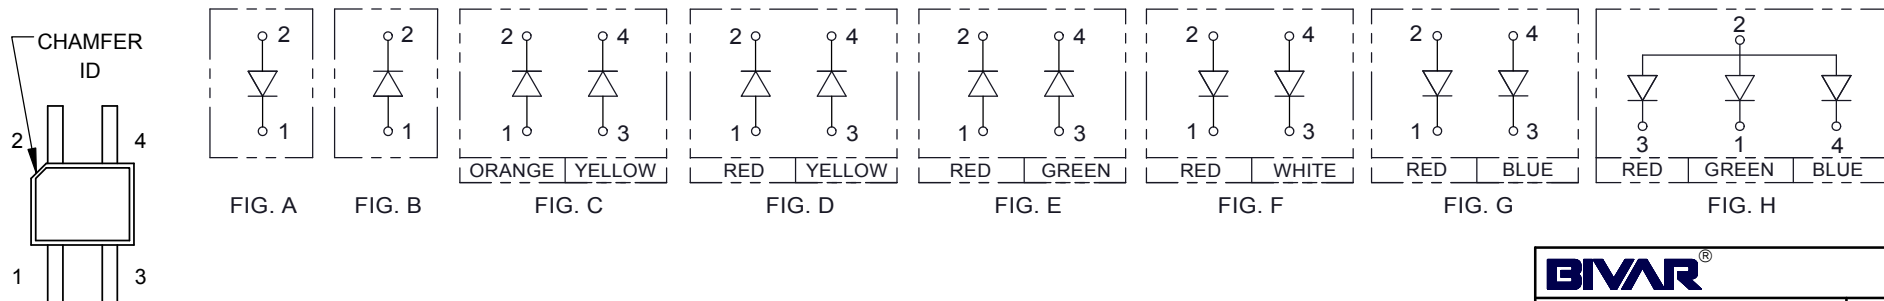 CHAMFER
ID
2
4
1
3
2
1
FIG. A
2
1
FIG. B
2 4
1 3
ORANGE YELLOW
FIG. C
2 4
1 3
RED YELLOW
FIG. D
2 4
1 3
RED GREEN
FIG. E
2 4
1 3
RED WHITE
FIG. F
2 4
1 3
RED BLUE
FIG. G
2
3 1 4
RED GREEN BLUE
FIG. H
BIVAR®